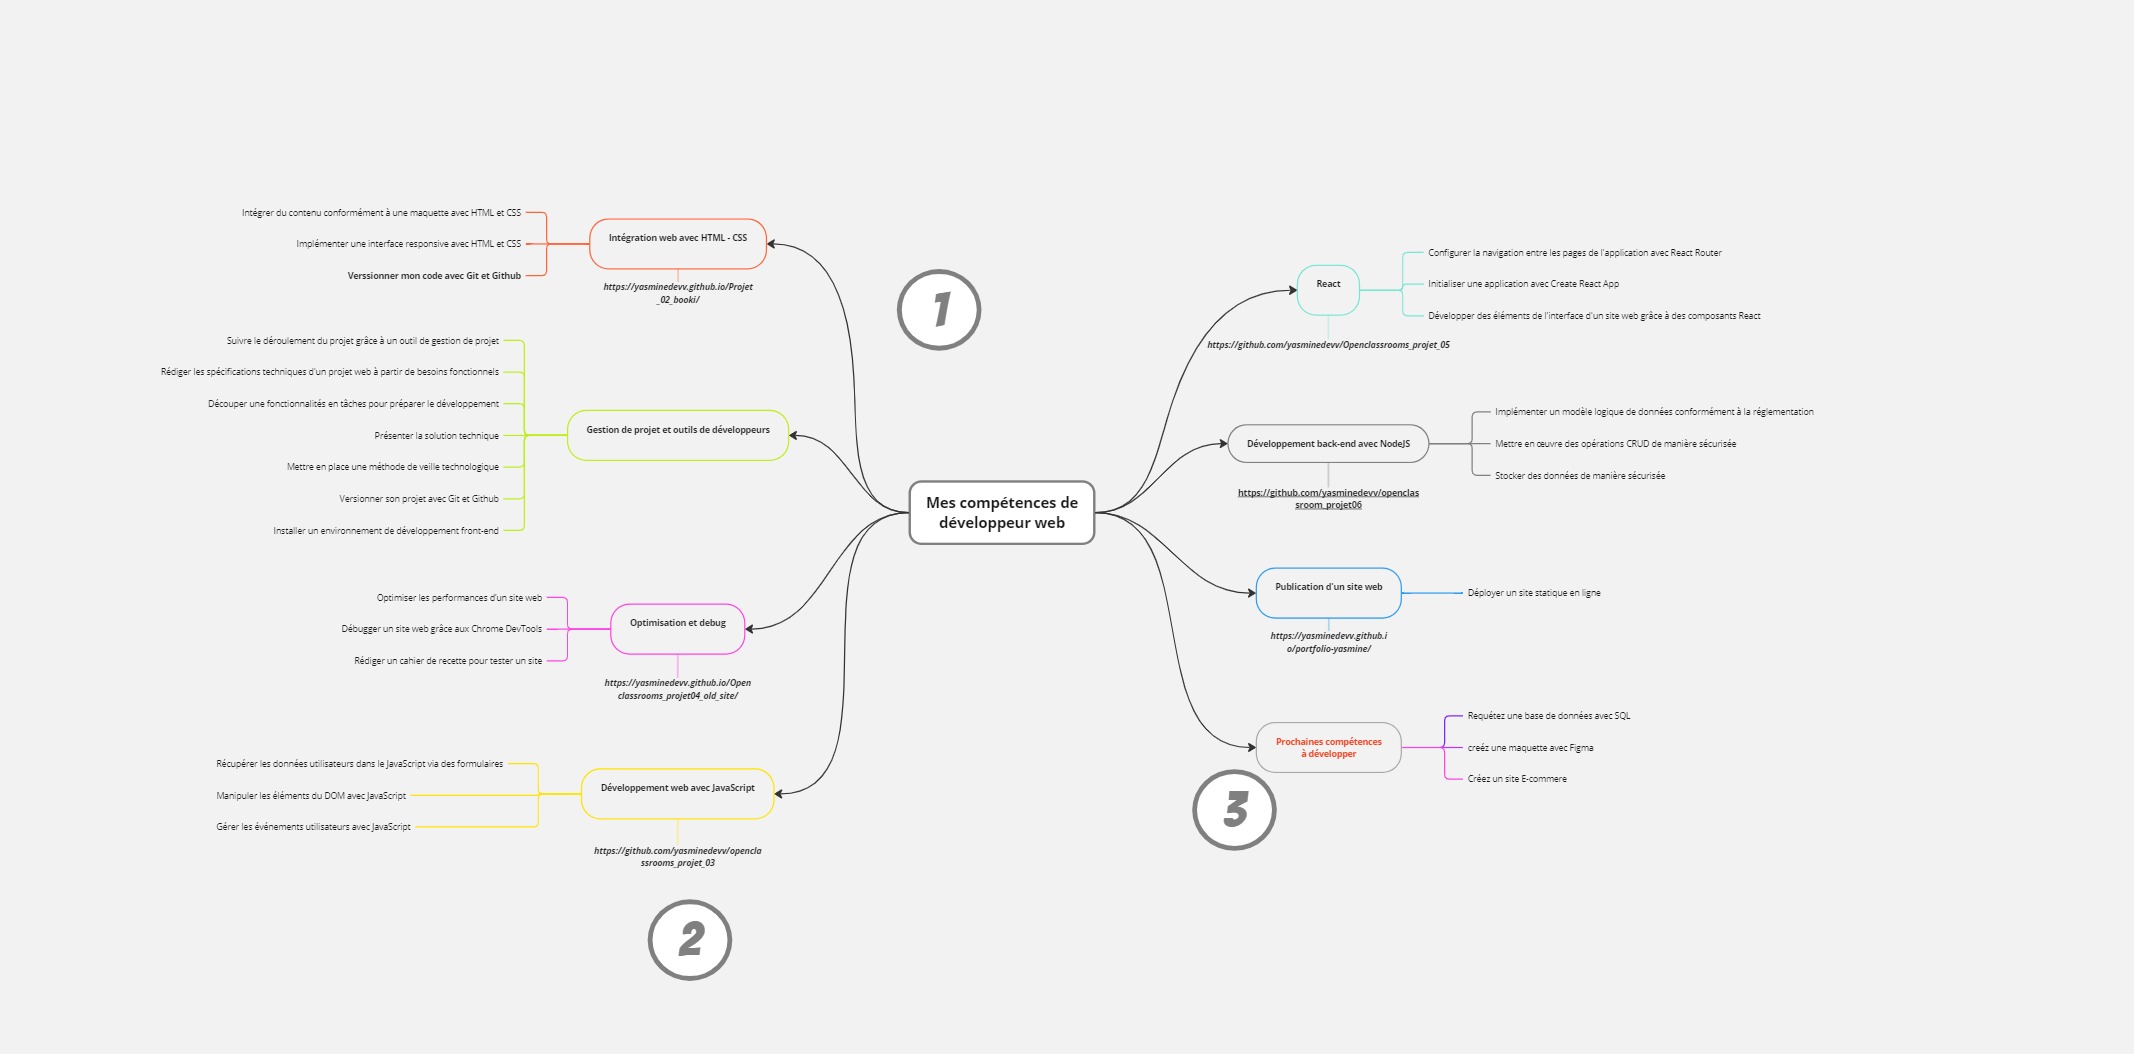 Intégrer du contenu conformément à une maquette avec HTML et CSS
Implémenter une interface responsive avec HTML et CSS
Verssionner mon code avec Git et Github
Intégration web avec HTML - CSS
https://yasminedevv.github.io/Projet
_02_booki/
1
Suivre le déroulement du projet grâce à un outil de gestion de projet
Rédiger les spécifications techniques d'un projet web à partir de besoins fonctionnels
Découper une fonctionnalités en tâches pour préparer le développement
Présenter la solution technique
Mettre en place une méthode de veille technologique
Versionner son projet avec Git et Github
Installer un environnement de développement front-end
Gestion de projet et outils de développeurs
Mes compétences de
développeur web
Optimiser les performances d'un site web
Débugger un site web grâce aux Chrome DevTools
Rédiger un cahier de recette pour tester un site
Optimisation et debug
https://yasminedevv.github.io/Open
classrooms_projet04_old_site/
Récupérer les données utilisateurs dans le JavaScript via des formulaires
Manipuler les éléments du DOM avec JavaScript
Gérer les événements utilisateurs avec JavaScript
Développement web avec JavaScript
https://github.com/yasminedevv/opencla
ssrooms_projet_03
2
React
https://github.com/yasminedevv/Openclassrooms_projet_05
Configurer la navigation entre les pages de l'application avec React Router
Initialiser une application avec Create React App
Développer des éléments de l'interface d'un site web grâce à des composants React
Développement back-end avec NodeJS
https://github.com/yasminedevv/openclas
sroom_projet06
Implémenter un modèle logique de données conformément à la réglementation
Mettre en œuvre des opérations CRUD de manière sécurisée
Stocker des données de manière sécurisée
Publication d'un site web
https://yasminedevv.github.i
o/portfolio-yasmine/
Déployer un site statique en ligne
Prochaines compétences
à développer
Requétez une base de données avec SQL
creéz une maquette avec Figma
Créez un site E-commere
3